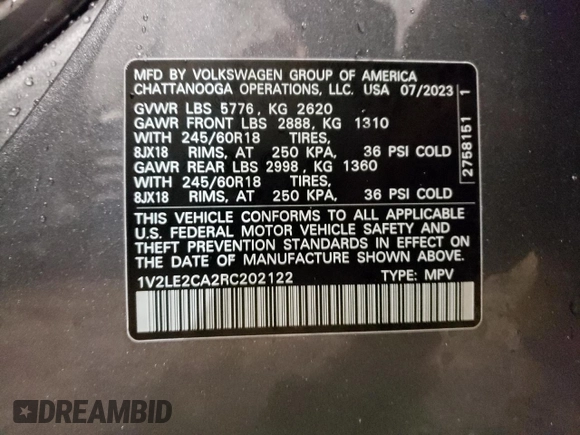 MFD BY VOLKSWAGEN GROUP OF AMERICA
CHATTANOOGA OPERATIONS, LLC. USA 07/2023
GVWR LBS 5776, KG 2620
GAWR FRONT LBS 2888, KG 1310
WITH 245/60R18 TIRES,
8JX18 RIMS, AT 250 KPA, 36 PSI COLD
GAWR REAR LBS 2998, KG 1360
WITH 245/60R18 TIRES,
8JX18 RIMS, AT 250 KPA, 36 PSI COLD
THIS VEHICLE CONFORMS TO ALL APPLICABLE
U.S. FEDERAL MOTOR VEHICLE SAFETY AND
THEFT PREVENTION STANDARDS IN EFFECT ON THE
DATE OF MANUFACTURE SHOWN ABOVE.
1V2LE2CA2RC202122 TYPE: MPV
2758151 1
DREAMBID